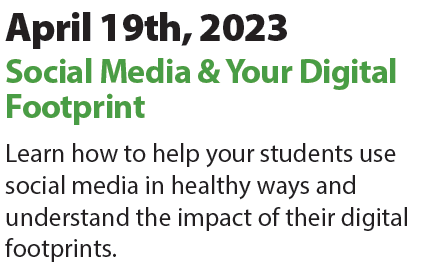 April 19th, 2023
Social Media & Your Digital
Footprint
Learn how to help your students use
social media in healthy ways and
understand the impact of their digital
footprints.